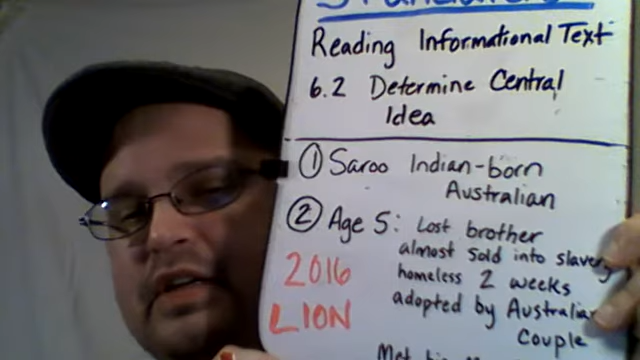 Reading Informational Text
6.2 Determine Central
Idea
① Saroo Indian-born
Australian
② Age 5: Lost brother
almost sold into slavery
homeless 2 weeks
adopted by Australian
couple
2016
LION
Met